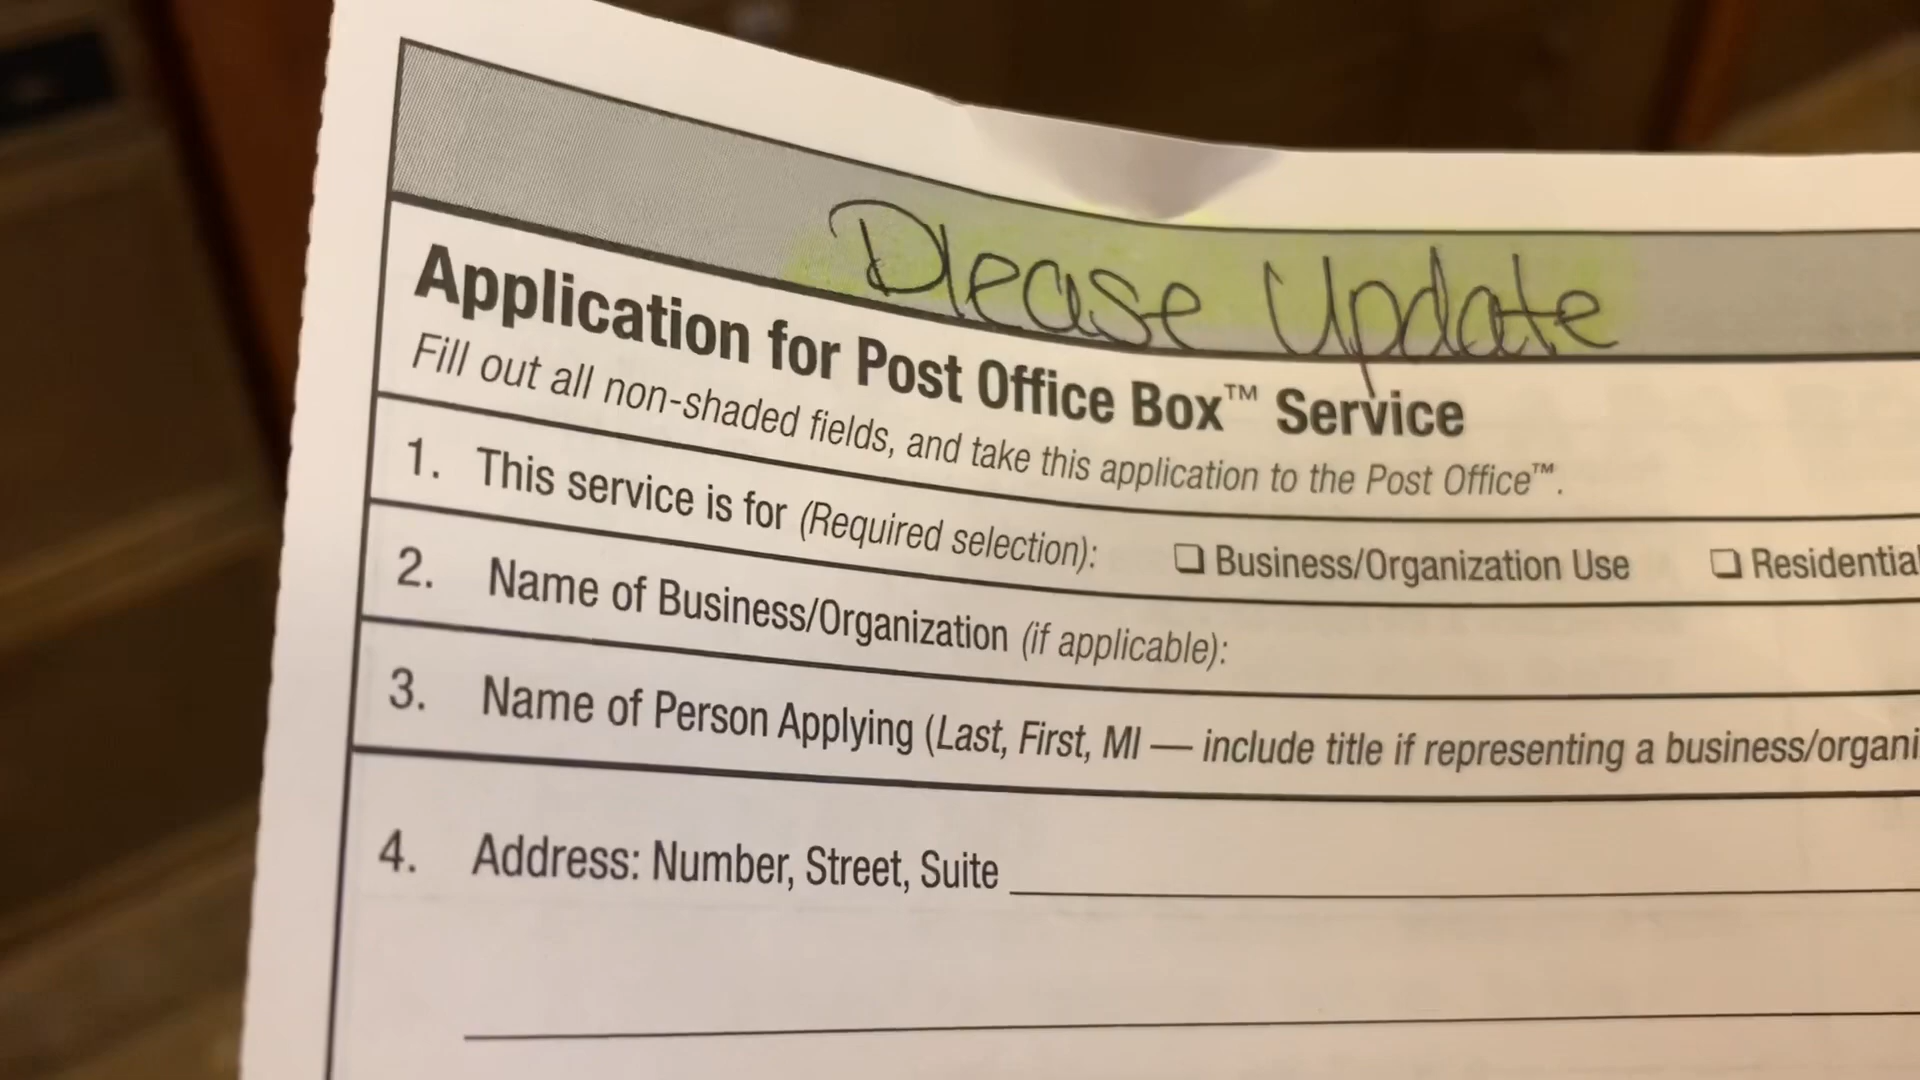 Please Update
Application for Post Office Box™ Service
Fill out all non-shaded fields, and take this application to the Post Office™.
1. This service is for (Required selection): ❏ Business/Organization Use ❏ Residential
2. Name of Business/Organization (if applicable):
3. Name of Person Applying (Last, First, MI — include title if representing a business/organi
4. Address: Number, Street, Suite